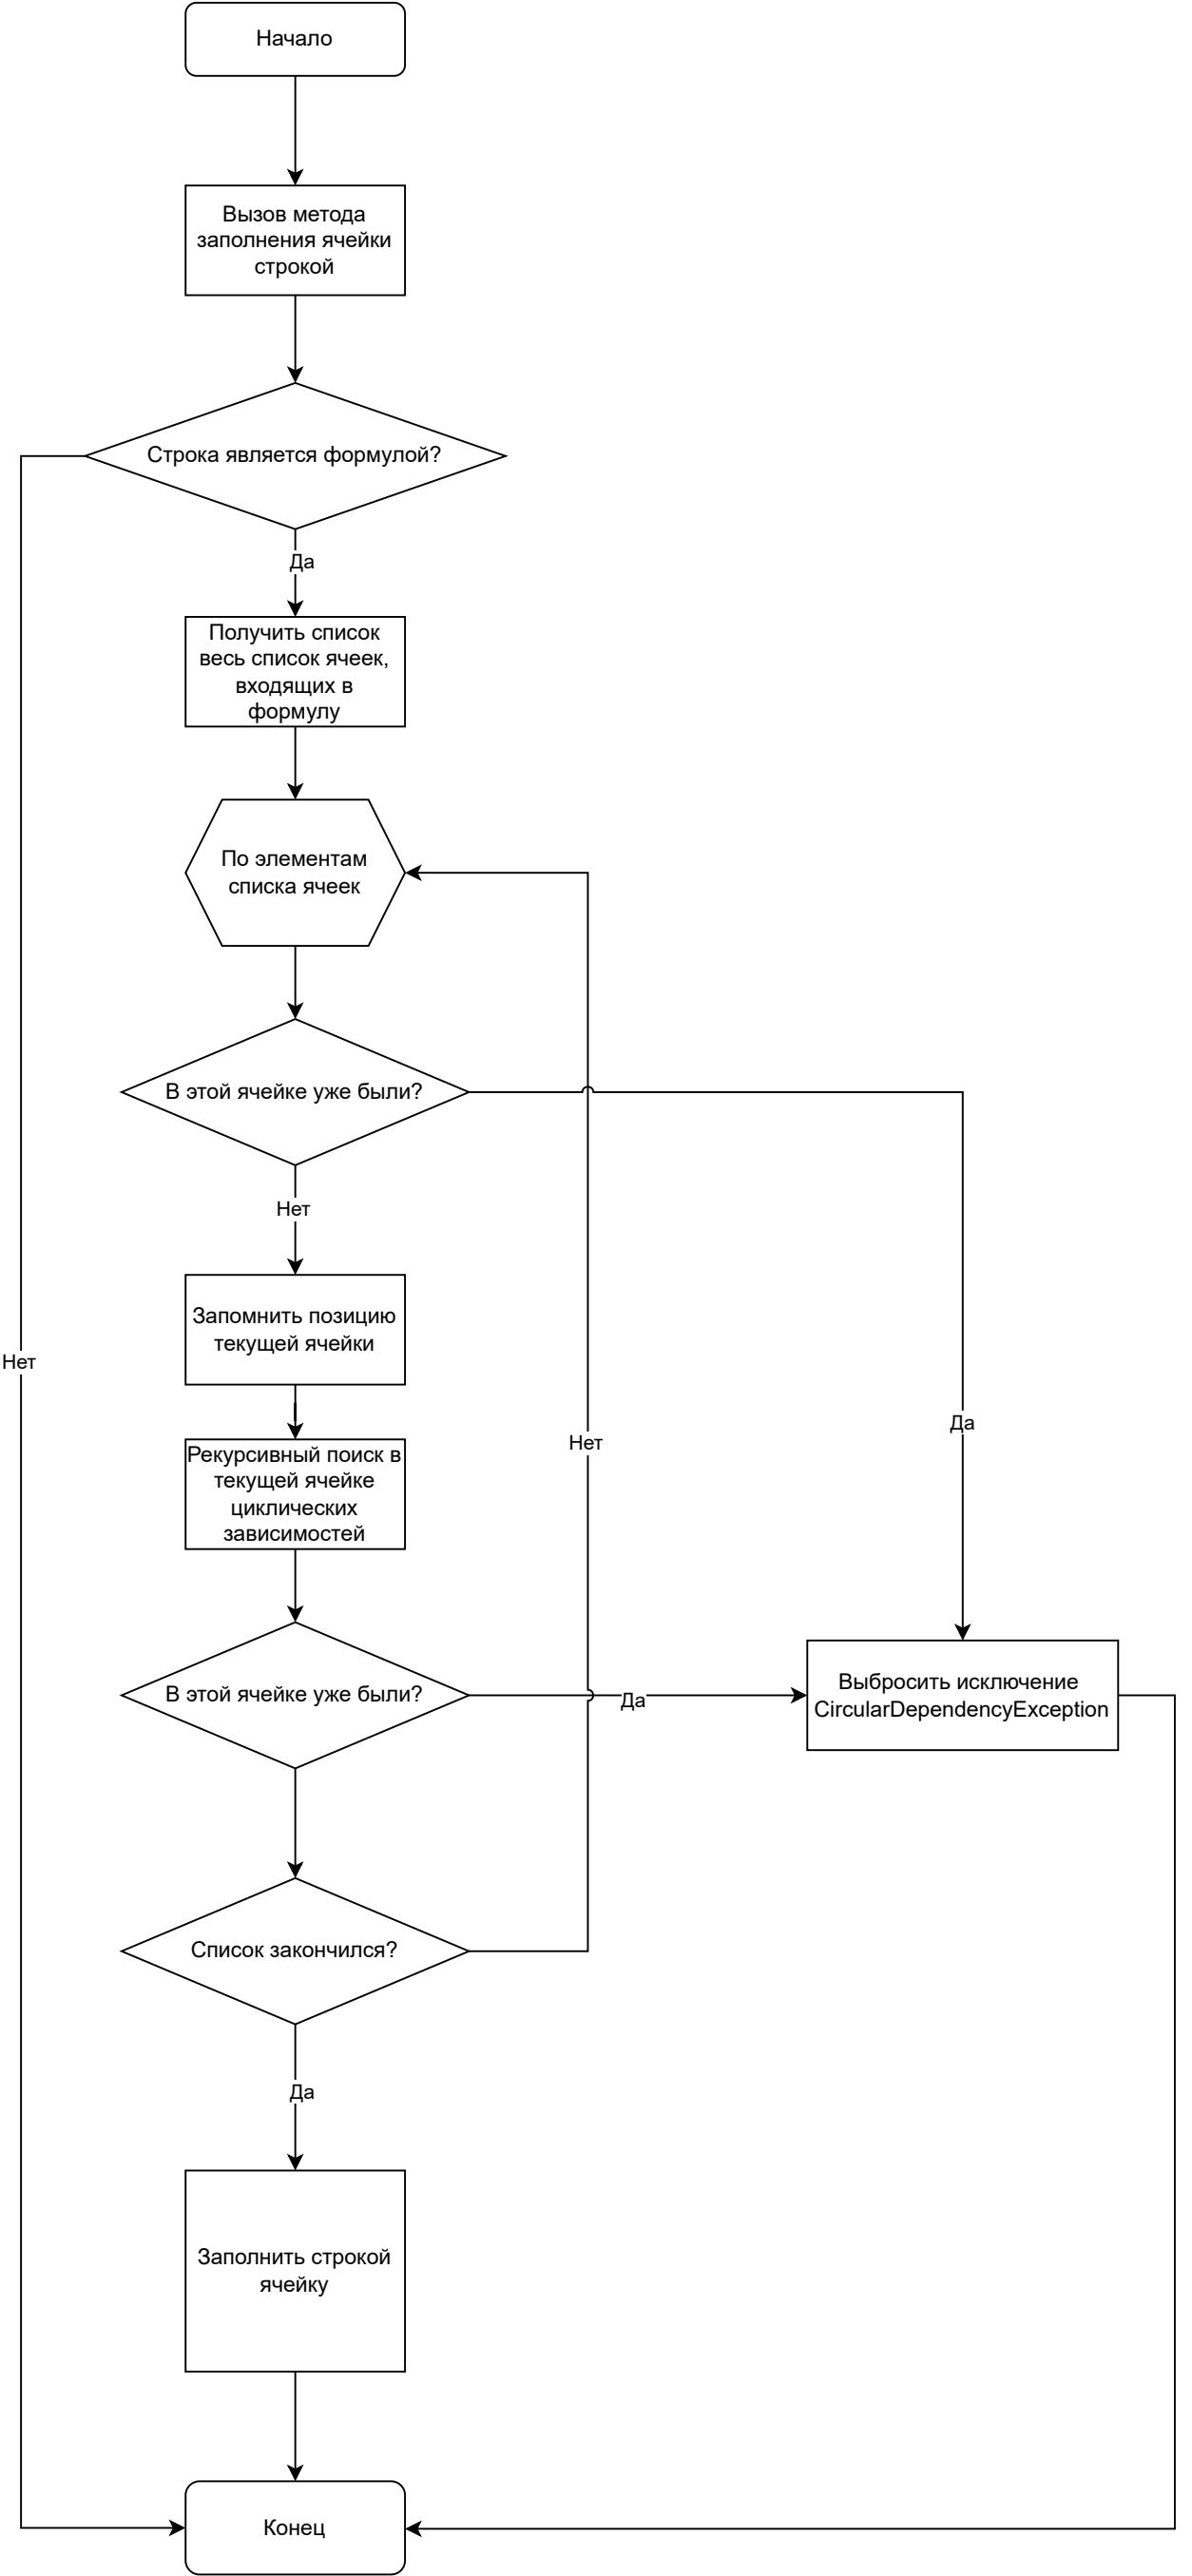 Начало
Вызов метода
заполнения ячейки
строкой
Строка является формулой?
Да
Получить список
весь список ячеек,
входящих в
формулу
По элементам
списка ячеек
В этой ячейке уже были?
Нет
Запомнить позицию
текущей ячейки
Нет
Да
Нет
Рекурсивный поиск в
текущей ячейке
циклических
зависимостей
В этой ячейке уже были?
Да
Выбросить исключение
CircularDependencyException
Список закончился?
Да
Заполнить строкой
ячейку
Конец